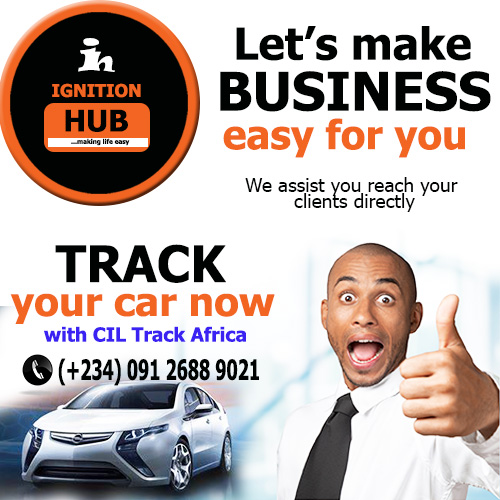 in
IGNITION
HUB
...making life easy
Let's make
BUSINESS
easy for you
We assist you reach your
clients directly
TRACK
your car now
with CIL Track Africa
(+234) 091 2688 9021